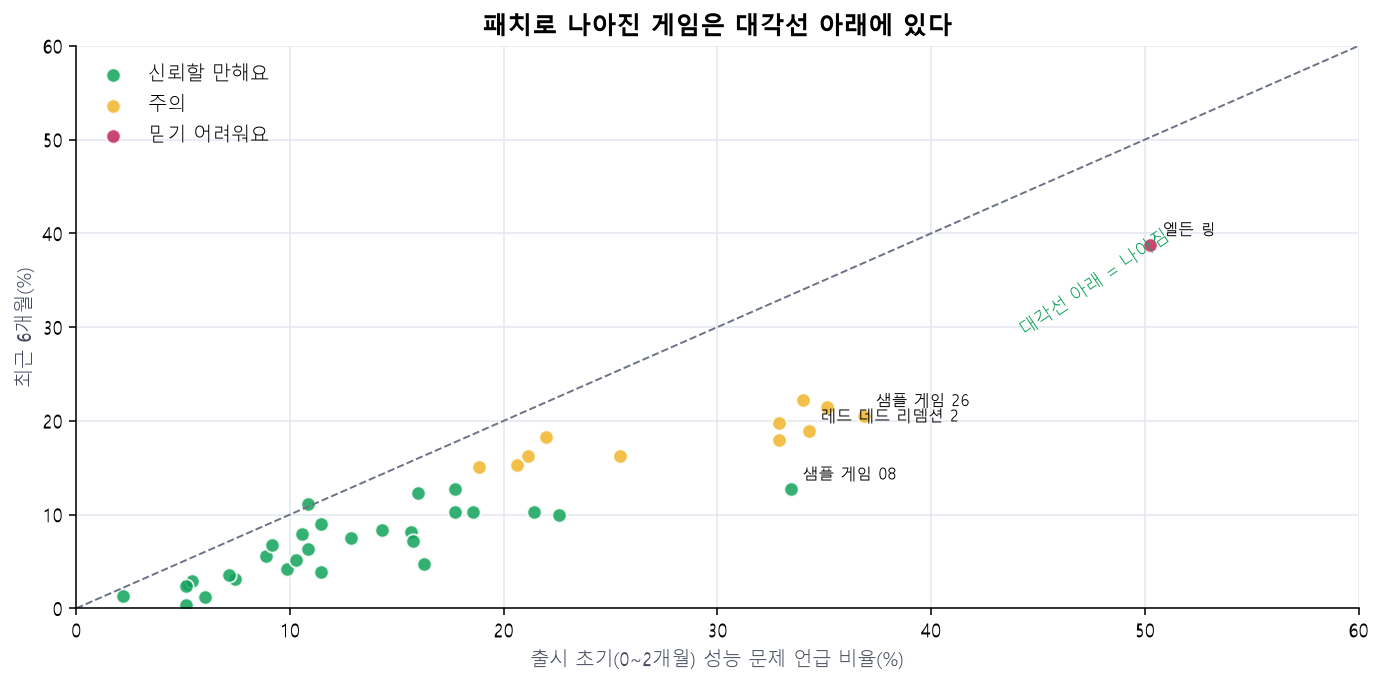 패치로 나아진 게임은 대각선 아래에 있다
60
50
40
30
20
10
0
최근 6개월(%)
신뢰할 만해요
주의
믿기 어려워요
엘든 링
대각선 아래 = 나아짐
샘플 게임 26
레드 데드 리뎀션 2
샘플 게임 08
0
10
20
30
40
50
60
출시 초기(0~2개월) 성능 문제 언급 비율(%)